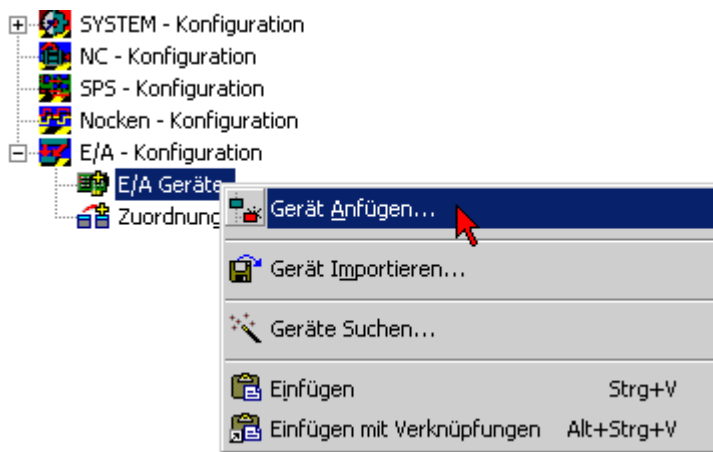 SYSTEM - Konfiguration
NC - Konfiguration
SPS - Konfiguration
Nocken - Konfiguration
E/A - Konfiguration
E/A Geräte
Zuordnung
Gerät Anfügen...
Gerät Importieren...
Geräte Suchen...
Einfügen Strg+V
Einfügen mit Verknüpfungen Alt+Strg+V